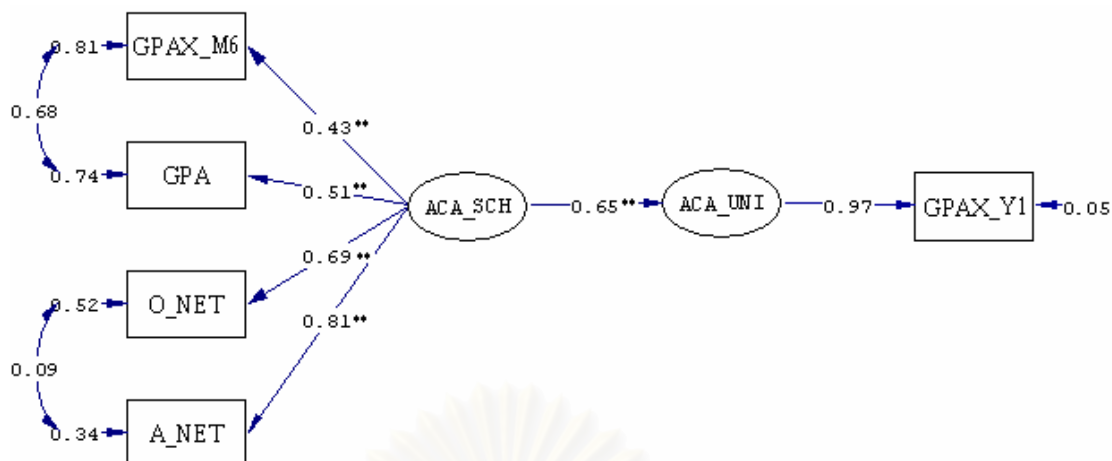 0.81 GPAX_M6
0.68
0.43**
0.74 GPA
0.51**
ACA_SCH 0.65** ACA_UNI 0.97 GPAX_Y1 0.05
0.69**
0.52 O_NET
0.81**
0.09
0.34 A_NET